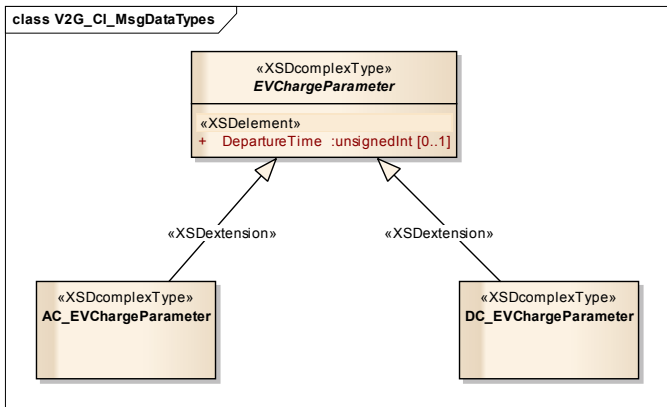 class V2G_CI_MsgDataTypes
«XSDcomplexType»
EVChargeParameter
«XSDelement»
+ DepartureTime :unsignedInt [0..1]
«XSDextension» «XSDextension»
«XSDcomplexType» «XSDcomplexType»
AC_EVChargeParameter DC_EVChargeParameter